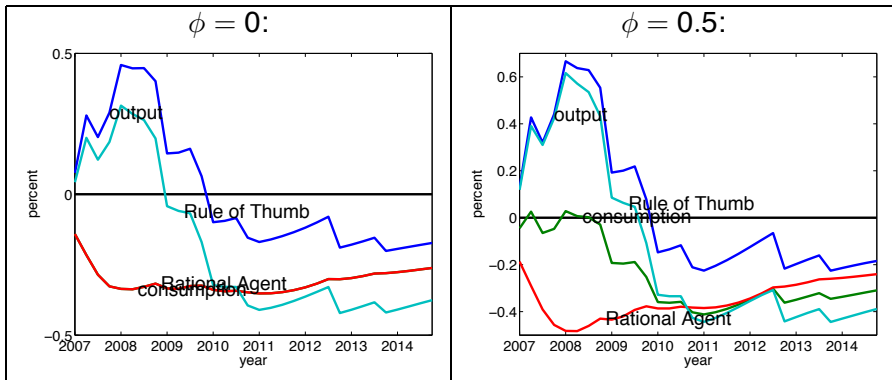 ϕ = 0:
0.5
output
0
percent
Rule of Thumb
Rational Agent
consumption
−0.5
2007 2008 2009 2010 2011 2012 2013 2014
year
ϕ = 0.5:
0.6
output
0.4
0.2
percent
Rule of Thumb
0
consumption
−0.2
−0.4
Rational Agent
2007 2008 2009 2010 2011 2012 2013 2014
year